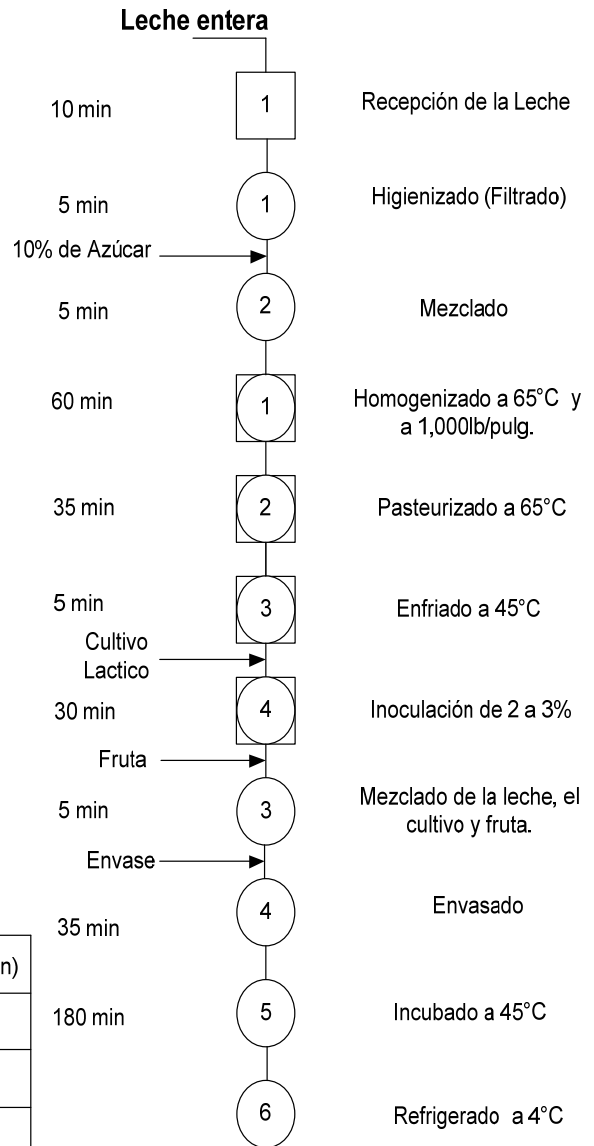 Leche entera
10 min 1 Recepción de la Leche
5 min 1 Higienizado (Filtrado)
10% de Azúcar
5 min 2 Mezclado
60 min 1 Homogenizado a 65°C y
a 1,000lb/pulg.
35 min 2 Pasteurizado a 65°C
5 min 3 Enfriado a 45°C
Cultivo
Lactico
30 min 4 Inoculación de 2 a 3%
Fruta
5 min 3 Mezclado de la leche, el
cultivo y fruta.
Envase
35 min 4 Envasado
n)
180 min 5 Incubado a 45°C
6 Refrigerado a 4°C